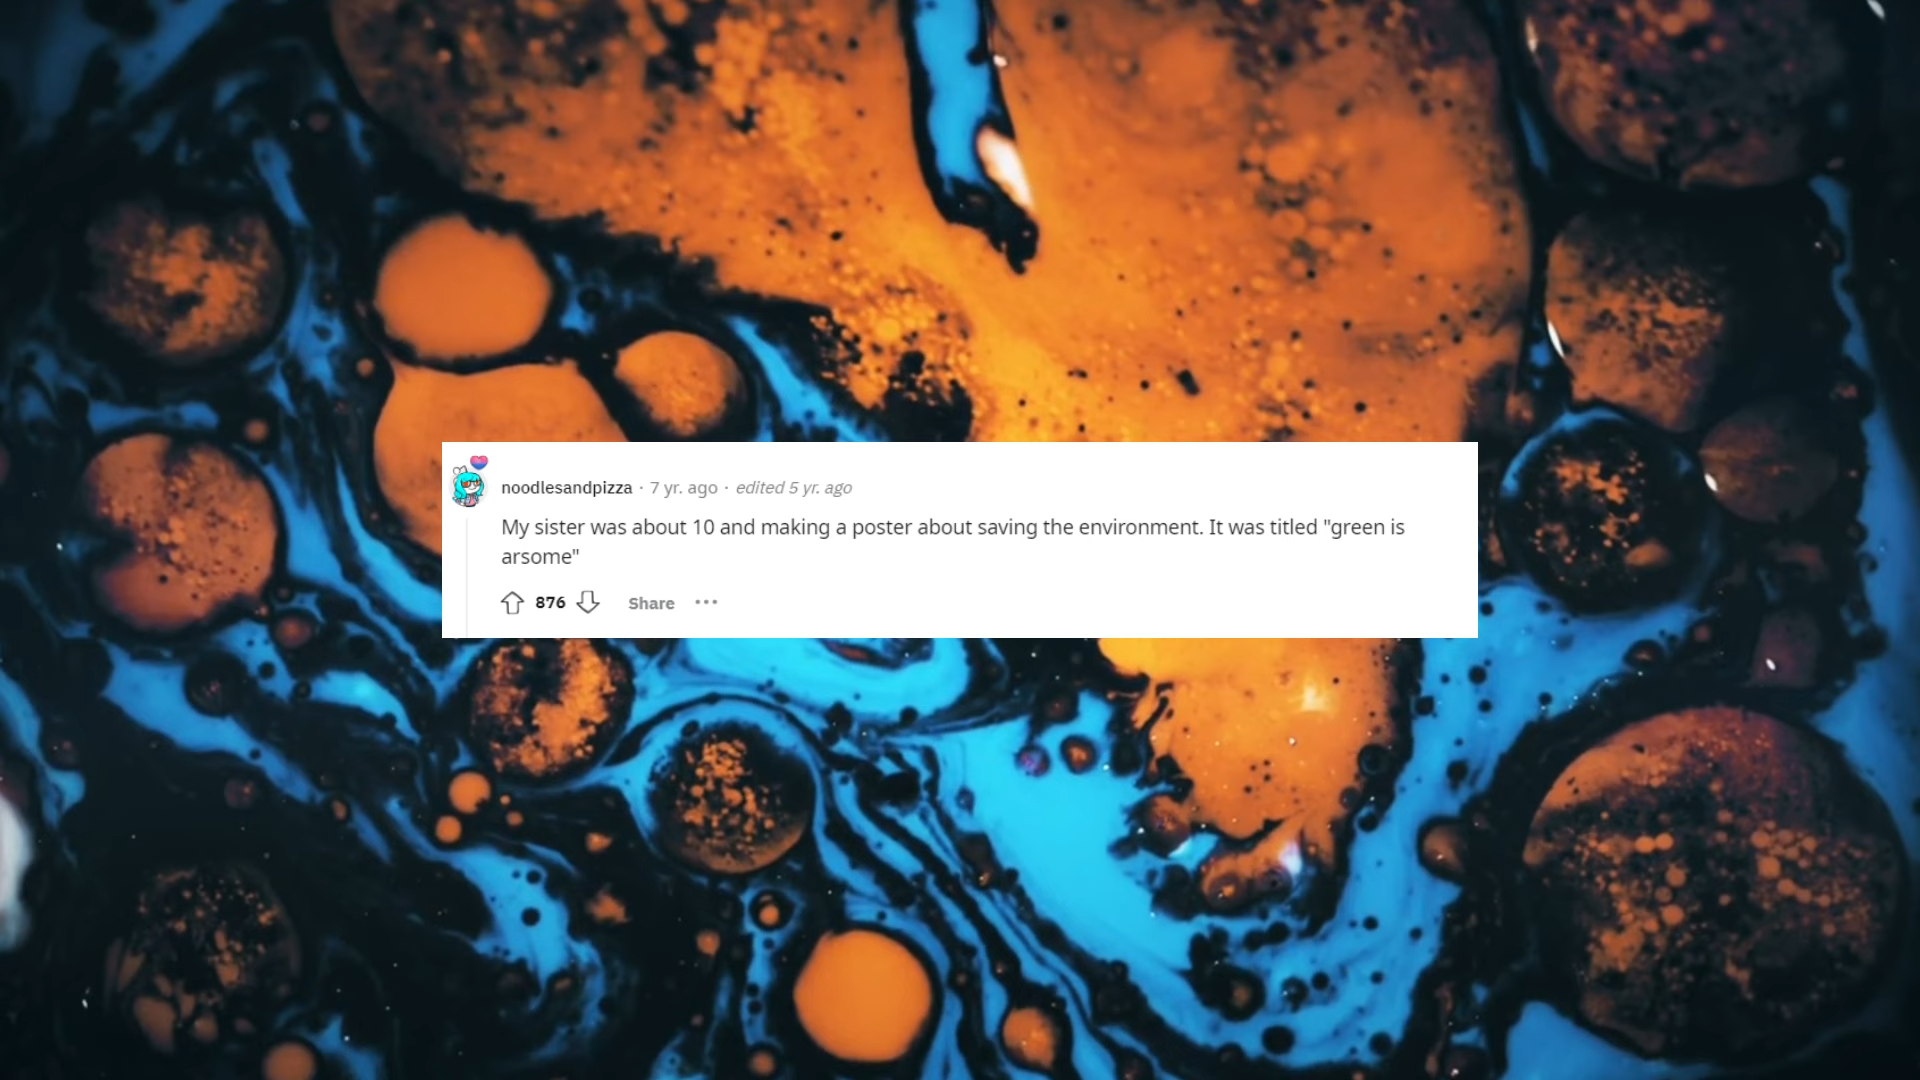 noodlesandpizza · 7 yr. ago · edited 5 yr. ago
My sister was about 10 and making a poster about saving the environment. It was titled "green is
arsome"
876 Share ···